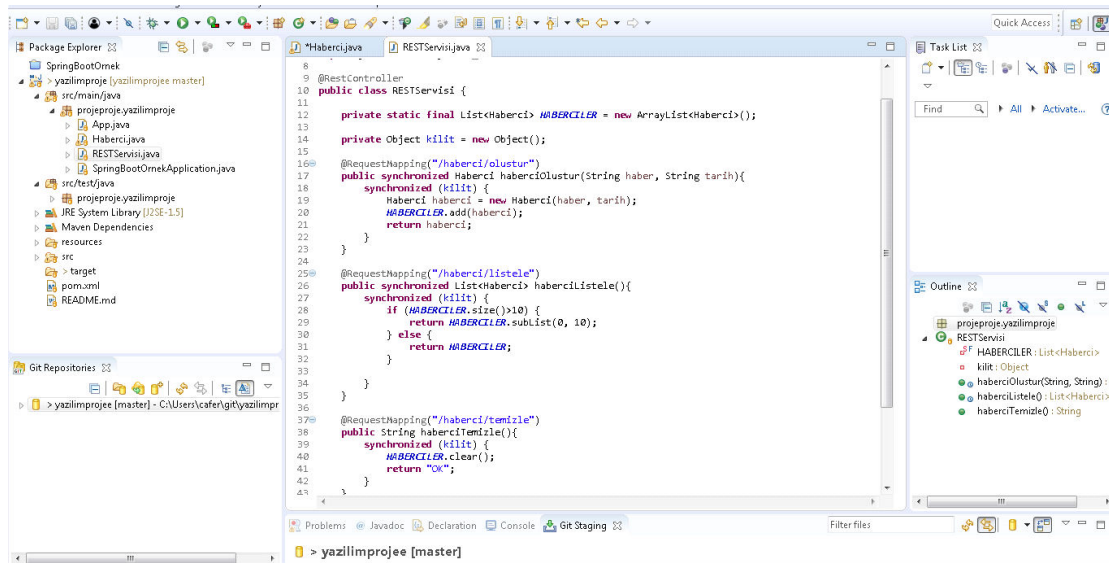 Quick Access
Package Explorer
SpringBootOrnek
> yazilimproje [yazilimprojee master]
src/main/java
projeproje.yazilimproje
App.java
Haberci.java
RESTServisi.java
SpringBootOrnekApplication.java
src/test/java
projeproje.yazilimproje
JRE System Library [J2SE-1.5]
Maven Dependencies
resources
src
> target
pom.xml
README.md
Git Repositories
> yazilimprojee [master] - C:\Users\cafer\git\yazilimpr
*Haberci.java RESTServisi.java
8
9 @RestController
10 public class RESTServisi {
11
12 private static final List<Haberci> HABERCILER = new ArrayList<Haberci>();
13
14 private Object kilit = new Object();
15
16 @RequestMapping("/haberci/olustur")
17 public synchronized Haberci haberciOlustur(String haber, String tarih){
18 synchronized (kilit) {
19 Haberci haberci = new Haberci(haber, tarih);
20 HABERCILER.add(haberci);
21 return haberci;
22 }
23 }
24
25 @RequestMapping("/haberci/listele")
26 public synchronized List<Haberci> haberciListele(){
27 synchronized (kilit) {
28 if (HABERCILER.size()>10) {
29 return HABERCILER.subList(0, 10);
30 } else {
31 return HABERCILER;
32 }
33
34 }
35 }
36
37 @RequestMapping("/haberci/temizle")
38 public String haberciTemizle(){
39 synchronized (kilit) {
40 HABERCILER.clear();
41 return "OK";
42 }
43 }
Task List
Find All Activate...
Outline
projeproje.yazilimproje
RESTServisi
HABERCILER : List<Haberci>
kilit : Object
haberciOlustur(String, String) :
haberciListele() : List<Haberci>
haberciTemizle() : String
Problems Javadoc Declaration Console Git Staging
Filter files
> yazilimprojee [master]